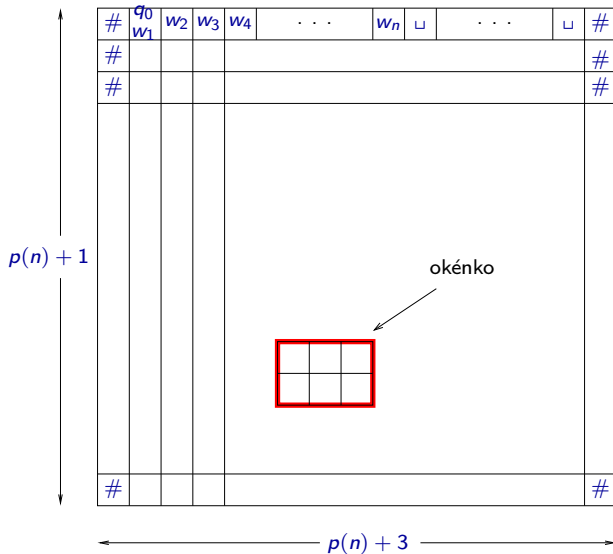 # q₀ w₁ w₂ w₃ w₄ · · · wₙ ␣ · · · ␣ #
# #
# #
p(n) + 1
okénko
# #
p(n) + 3